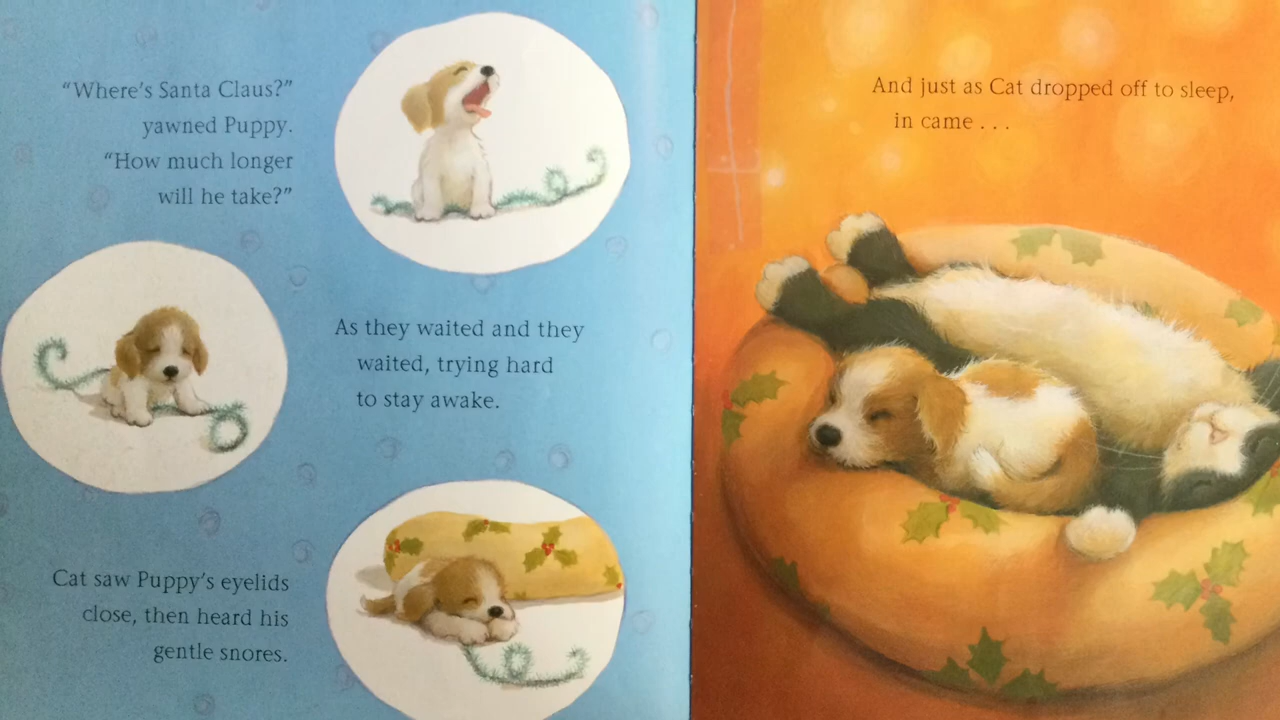 “Where’s Santa Claus?”
yawned Puppy.
“How much longer
will he take?”
As they waited and they
waited, trying hard
to stay awake.
Cat saw Puppy’s eyelids
close, then heard his
gentle snores.
And just as Cat dropped off to sleep,
in came . . .